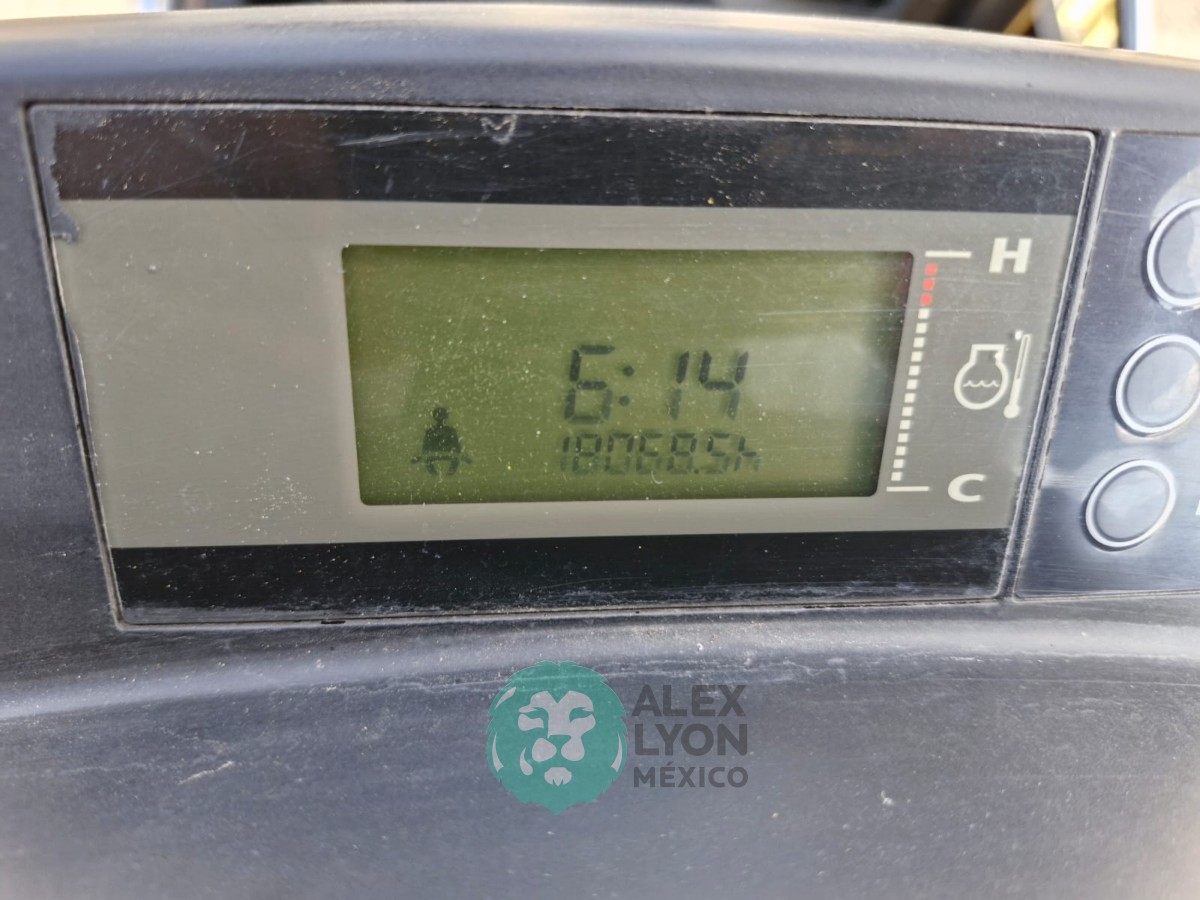 H
6:14
18068.5h
C
ALEX
LYON
MÉXICO